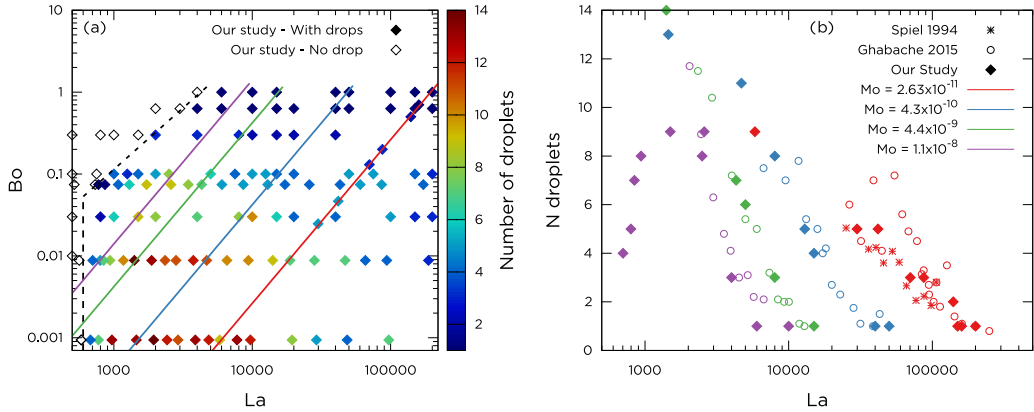 (a)
Our study - With drops
Our study - No drop
10
1
0.1
0.01
0.001
Bo
1000
10000
100000
La
14
12
10
8
6
4
2
Number of droplets
(b)
Spiel 1994
Ghabache 2015
Our Study
Mo = 2.63x10^-11
Mo = 4.3x10^-10
Mo = 4.4x10^-9
Mo = 1.1x10^-8
14
12
10
8
6
4
2
0
N droplets
1000
10000
100000
La